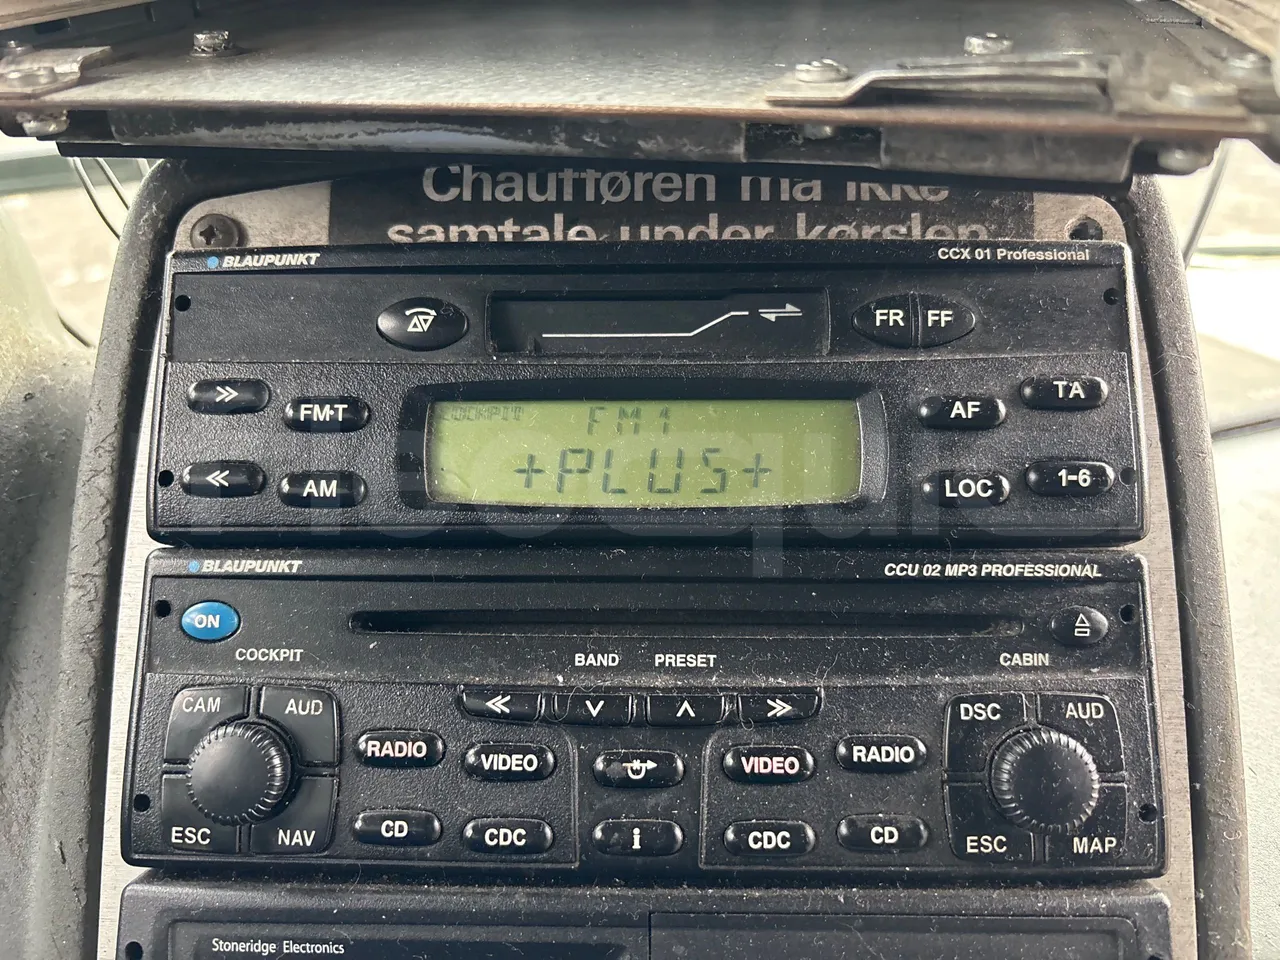 Chaufføren må ikke
samtale under kørslen
BLAUPUNKT CCX 01 Professional
FR FF
FM•T AF TA
AM LOC 1-6
COCKPIT FM1
+PLUS+
BLAUPUNKT CCU 02 MP3 PROFESSIONAL
ON
COCKPIT BAND PRESET CABIN
CAM AUD DSC AUD
RADIO VIDEO VIDEO RADIO
CD CDC i CDC CD
ESC NAV ESC MAP
Stoneridge Electronics